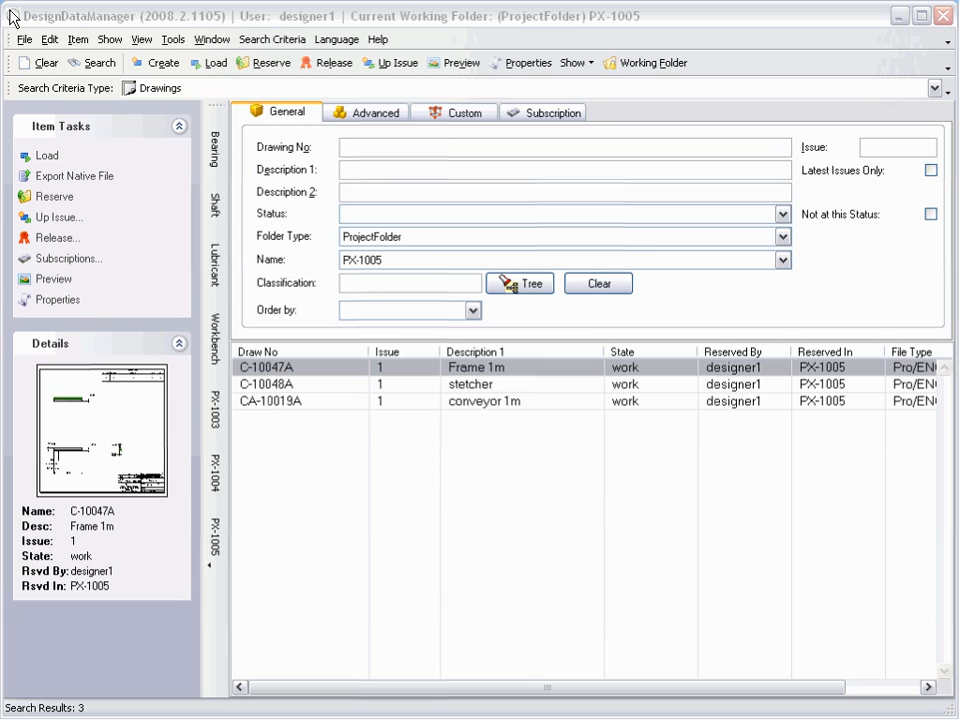 DesignDataManager (2008.2.1105) | User: designer1 | Current Working Folder: (ProjectFolder) PX-1005
File Edit Item Show View Tools Window Search Criteria Language Help
Clear Search Create Load Reserve Release Up Issue Preview Properties Show Working Folder
Search Criteria Type: Drawings
Item Tasks
Load
Export Native File
Reserve
Up Issue...
Release...
Subscriptions...
Preview
Properties
Details
Name: C-10047A
Desc: Frame 1m
Issue: 1
State: work
Rsvd By: designer1
Rsvd In: PX-1005
Bearing
Shaft
Lubricant
Workbench
PX-1003
PX-1004
PX-1005
General Advanced Custom Subscription
Drawing No: Issue:
Description 1: Latest Issues Only:
Description 2:
Status: Not at this Status:
Folder Type: ProjectFolder
Name: PX-1005
Classification: Tree Clear
Order by:
Draw No Issue Description 1 State Reserved By Reserved In File Type
C-10047A 1 Frame 1m work designer1 PX-1005 Pro/EN
C-10048A 1 stetcher work designer1 PX-1005 Pro/EN
CA-10019A 1 conveyor 1m work designer1 PX-1005 Pro/EN
Search Results: 3